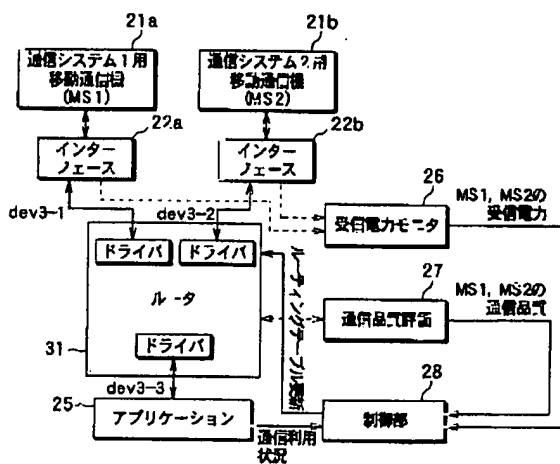 21a
21b
通信システム1用
移動通信機
(MS1)
通信システム2用
移動通信機
(MS2)
22a
22b
インター
フェース
インター
フェース
dev3-1
dev3-2
26
受信電力モニタ
MS1, MS2の
受信電力
ドライバ
ドライバ
ルータ
ドライバ
31
ルーティングテーブル更新
27
通信品質評価
MS1, MS2の
通信品質
dev3-3
25
アプリケーション
通信利用
状況
28
制御部